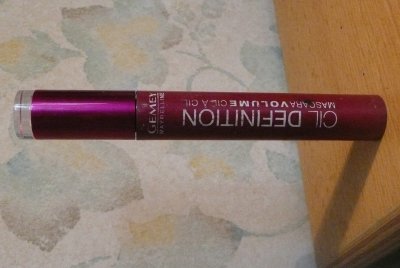 CIL DEFINITION
MASCARA VOLUME CIL À CIL
GEMEY
MAYBELLINE